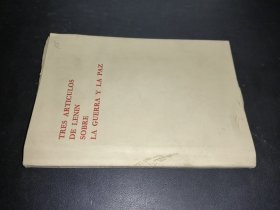 TRES ARTICULOS
DE LENIN
SOBRE
LA GUERRA Y LA PAZ